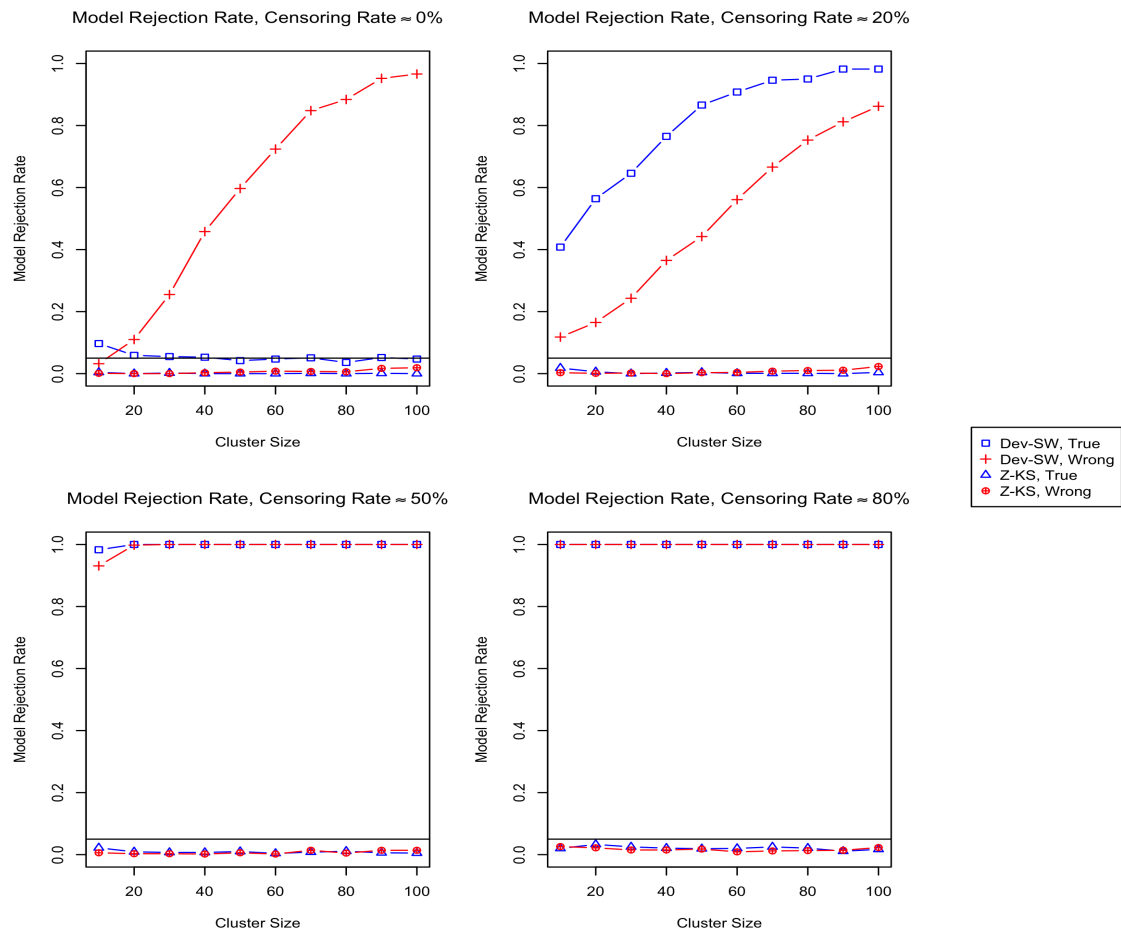 Model Rejection Rate, Censoring Rate ≈ 0%
Model Rejection Rate
0.0 0.2 0.4 0.6 0.8 1.0
20 40 60 80 100
Cluster Size
Model Rejection Rate, Censoring Rate ≈ 20%
Model Rejection Rate
0.0 0.2 0.4 0.6 0.8 1.0
20 40 60 80 100
Cluster Size
Dev-SW, True
Dev-SW, Wrong
Z-KS, True
Z-KS, Wrong
Model Rejection Rate, Censoring Rate ≈ 50%
Model Rejection Rate
0.0 0.2 0.4 0.6 0.8 1.0
20 40 60 80 100
Cluster Size
Model Rejection Rate, Censoring Rate ≈ 80%
Model Rejection Rate
0.0 0.2 0.4 0.6 0.8 1.0
20 40 60 80 100
Cluster Size